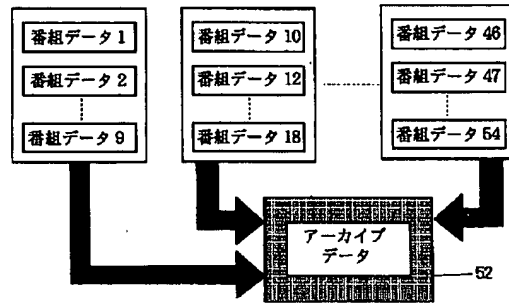 番組データ 1
番組データ 2
番組データ 9
番組データ 10
番組データ 12
番組データ 18
番組データ 46
番組データ 47
番組データ 54
アーカイブ
データ
52